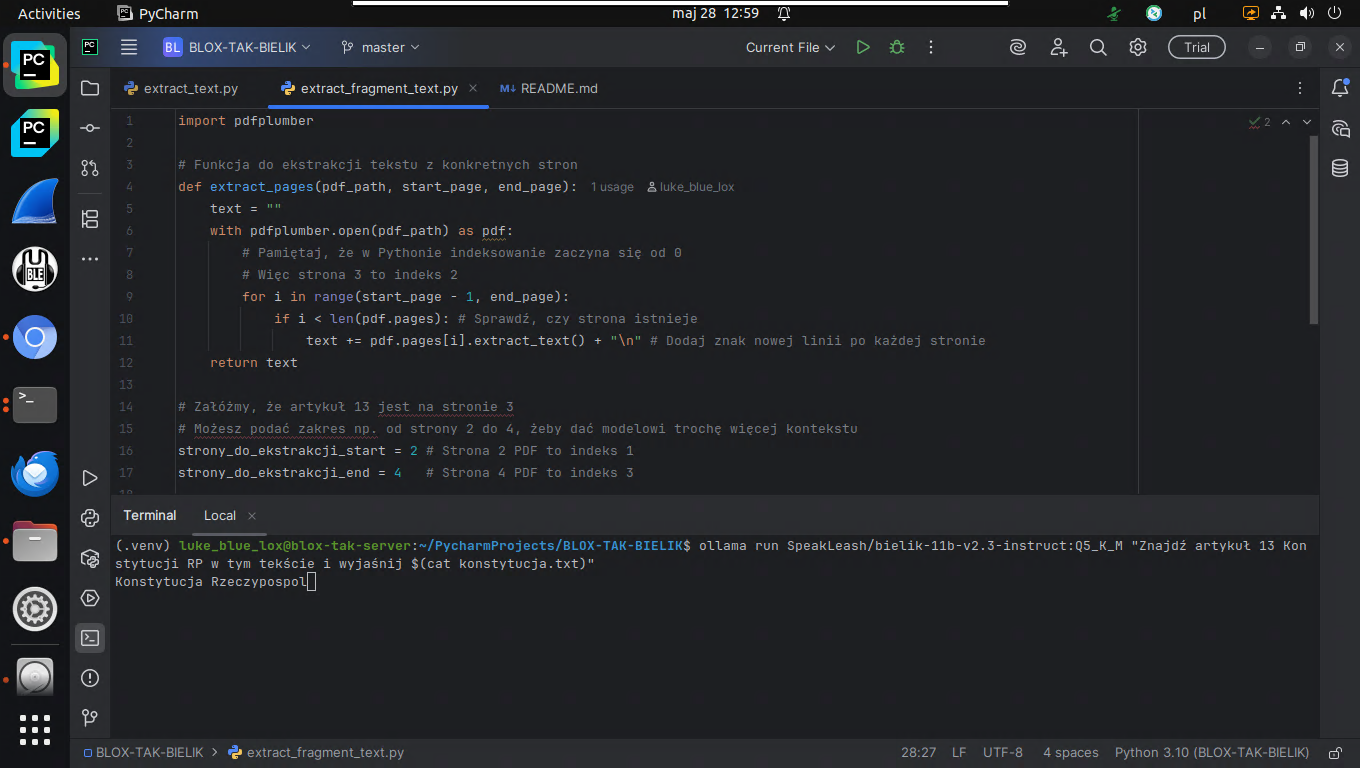 Activities PyCharm maj 28 12:59 pl
PC BL BLOX-TAK-BIELIK master Current File Trial
extract_text.py extract_fragment_text.py README.md
1 import pdfplumber
2
3 # Funkcja do ekstrakcji tekstu z konkretnych stron
4 def extract_pages(pdf_path, start_page, end_page): 1 usage luke_blue_lox
5 text = ""
6 with pdfplumber.open(pdf_path) as pdf:
7 # Pamiętaj, że w Pythonie indeksowanie zaczyna się od 0
8 # Więc strona 3 to indeks 2
9 for i in range(start_page - 1, end_page):
10 if i < len(pdf.pages): # Sprawdź, czy strona istnieje
11 text += pdf.pages[i].extract_text() + "\n" # Dodaj znak nowej linii po każdej stronie
12 return text
13
14 # Załóżmy, że artykuł 13 jest na stronie 3
15 # Możesz podać zakres np. od strony 2 do 4, żeby dać modelowi trochę więcej kontekstu
16 strony_do_ekstrakcji_start = 2 # Strona 2 PDF to indeks 1
17 strony_do_ekstrakcji_end = 4 # Strona 4 PDF to indeks 3
18
2
PC
PC
BLE
>_
Terminal Local
(.venv) luke_blue_lox@blox-tak-server:~/PycharmProjects/BLOX-TAK-BIELIK$ ollama run SpeakLeash/bielik-11b-v2.3-instruct:Q5_K_M "Znajdź artykuł 13 Kon
stytucji RP w tym tekście i wyjaśnij $(cat konstytucja.txt)"
Konstytucja Rzeczypospol
BLOX-TAK-BIELIK > extract_fragment_text.py 28:27 LF UTF-8 4 spaces Python 3.10 (BLOX-TAK-BIELIK)